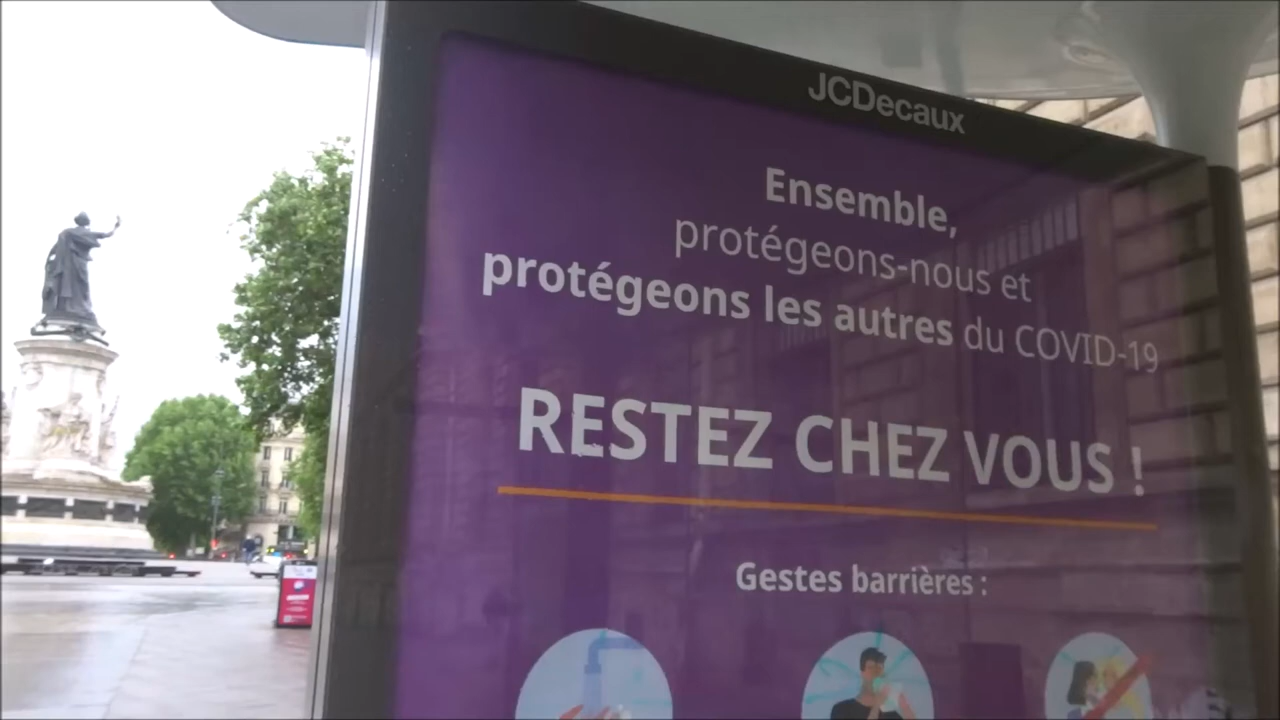 JCDecaux
Ensemble,
protégeons-nous et
protégeons les autres du COVID-19
RESTEZ CHEZ VOUS !
Gestes barrières :